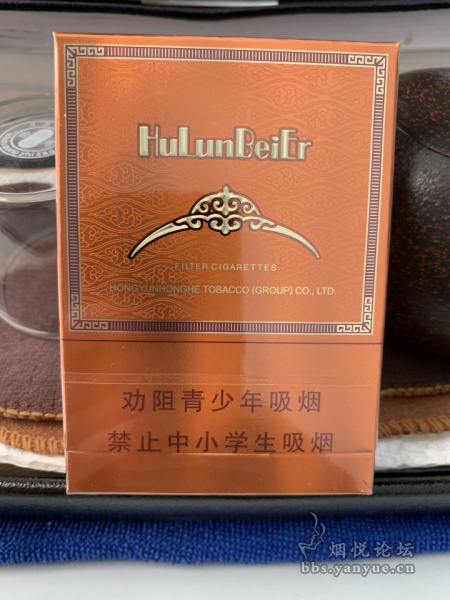 HuLunBeiEr
FILTER CIGARETTES
HONGYUNHONGHE TOBACCO (GROUP) CO., LTD.
劝阻青少年吸烟
禁止中小学生吸烟
烟悦论坛
bbs.yanyue.cn